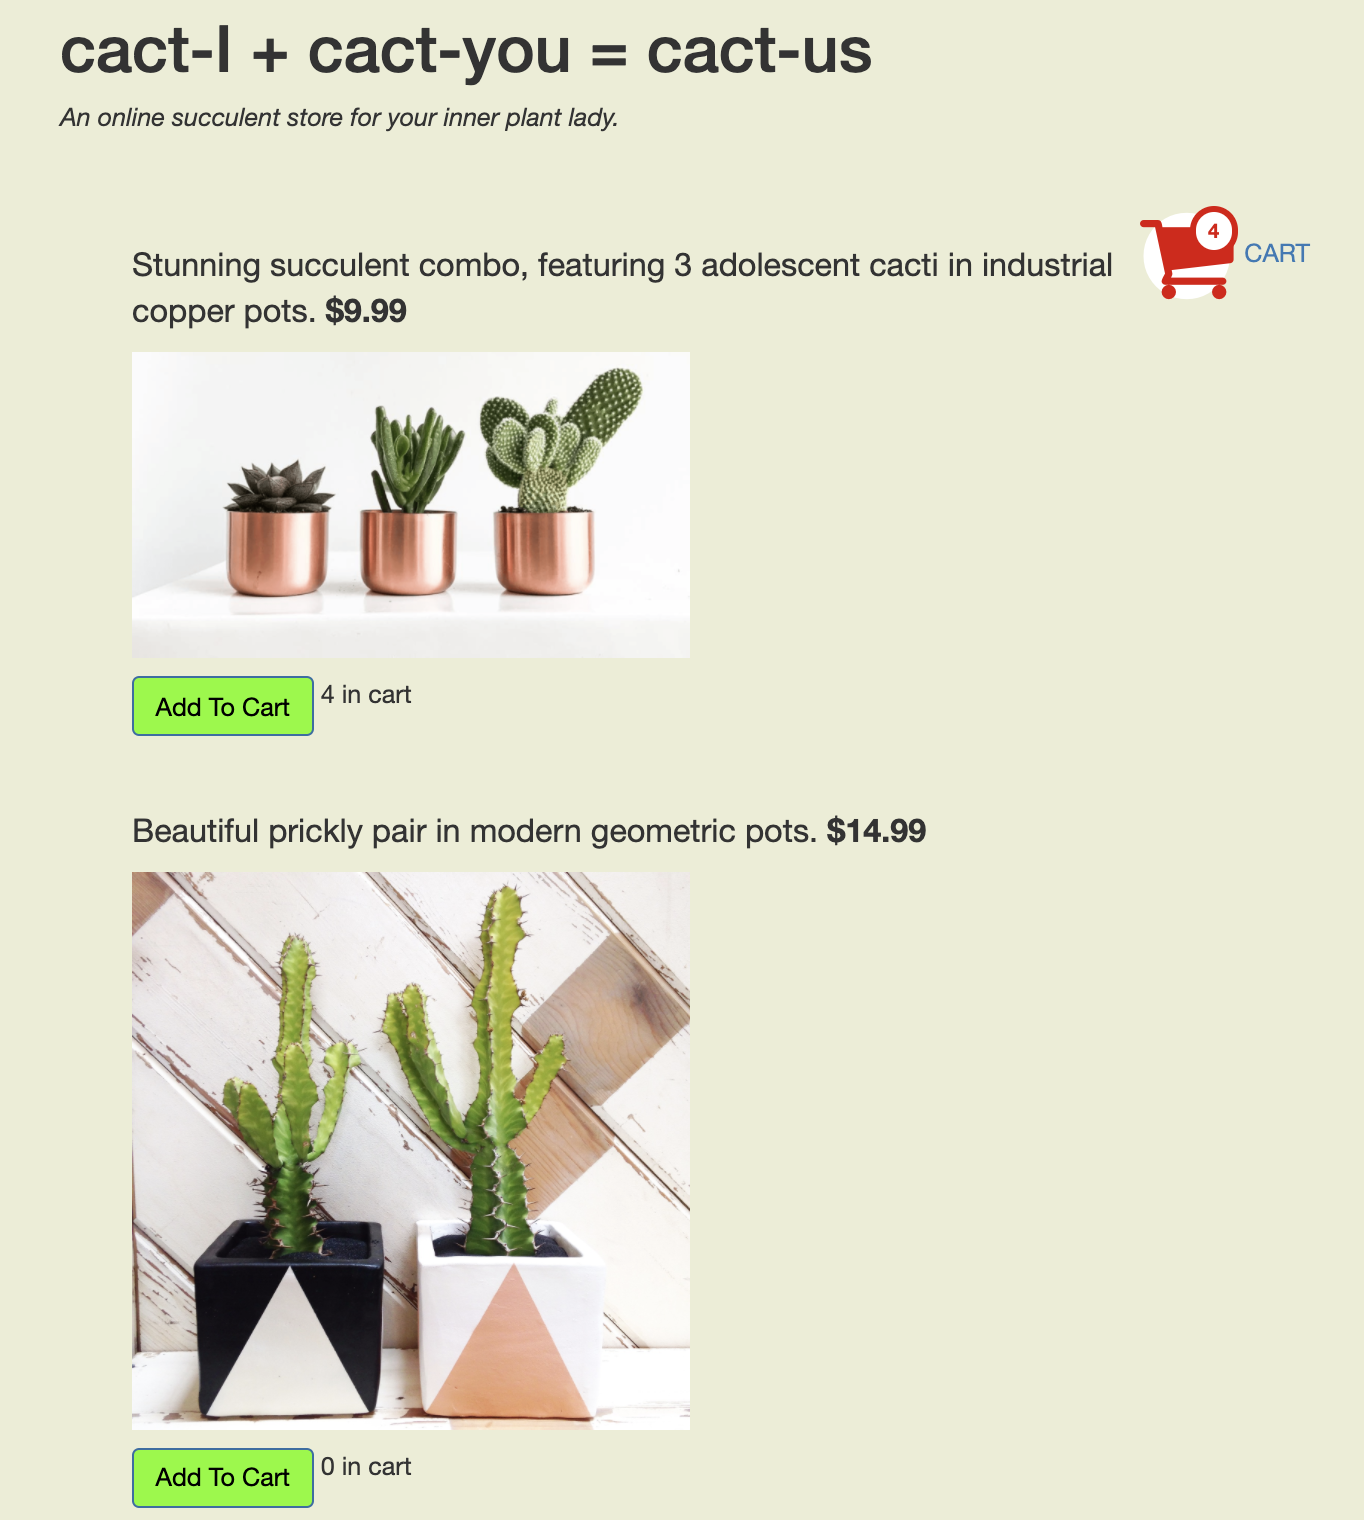 cact-I + cact-you = cact-us
An online succulent store for your inner plant lady.
4
CART
Stunning succulent combo, featuring 3 adolescent cacti in industrial
copper pots. $9.99
Add To Cart
4 in cart
Beautiful prickly pair in modern geometric pots. $14.99
Add To Cart
0 in cart